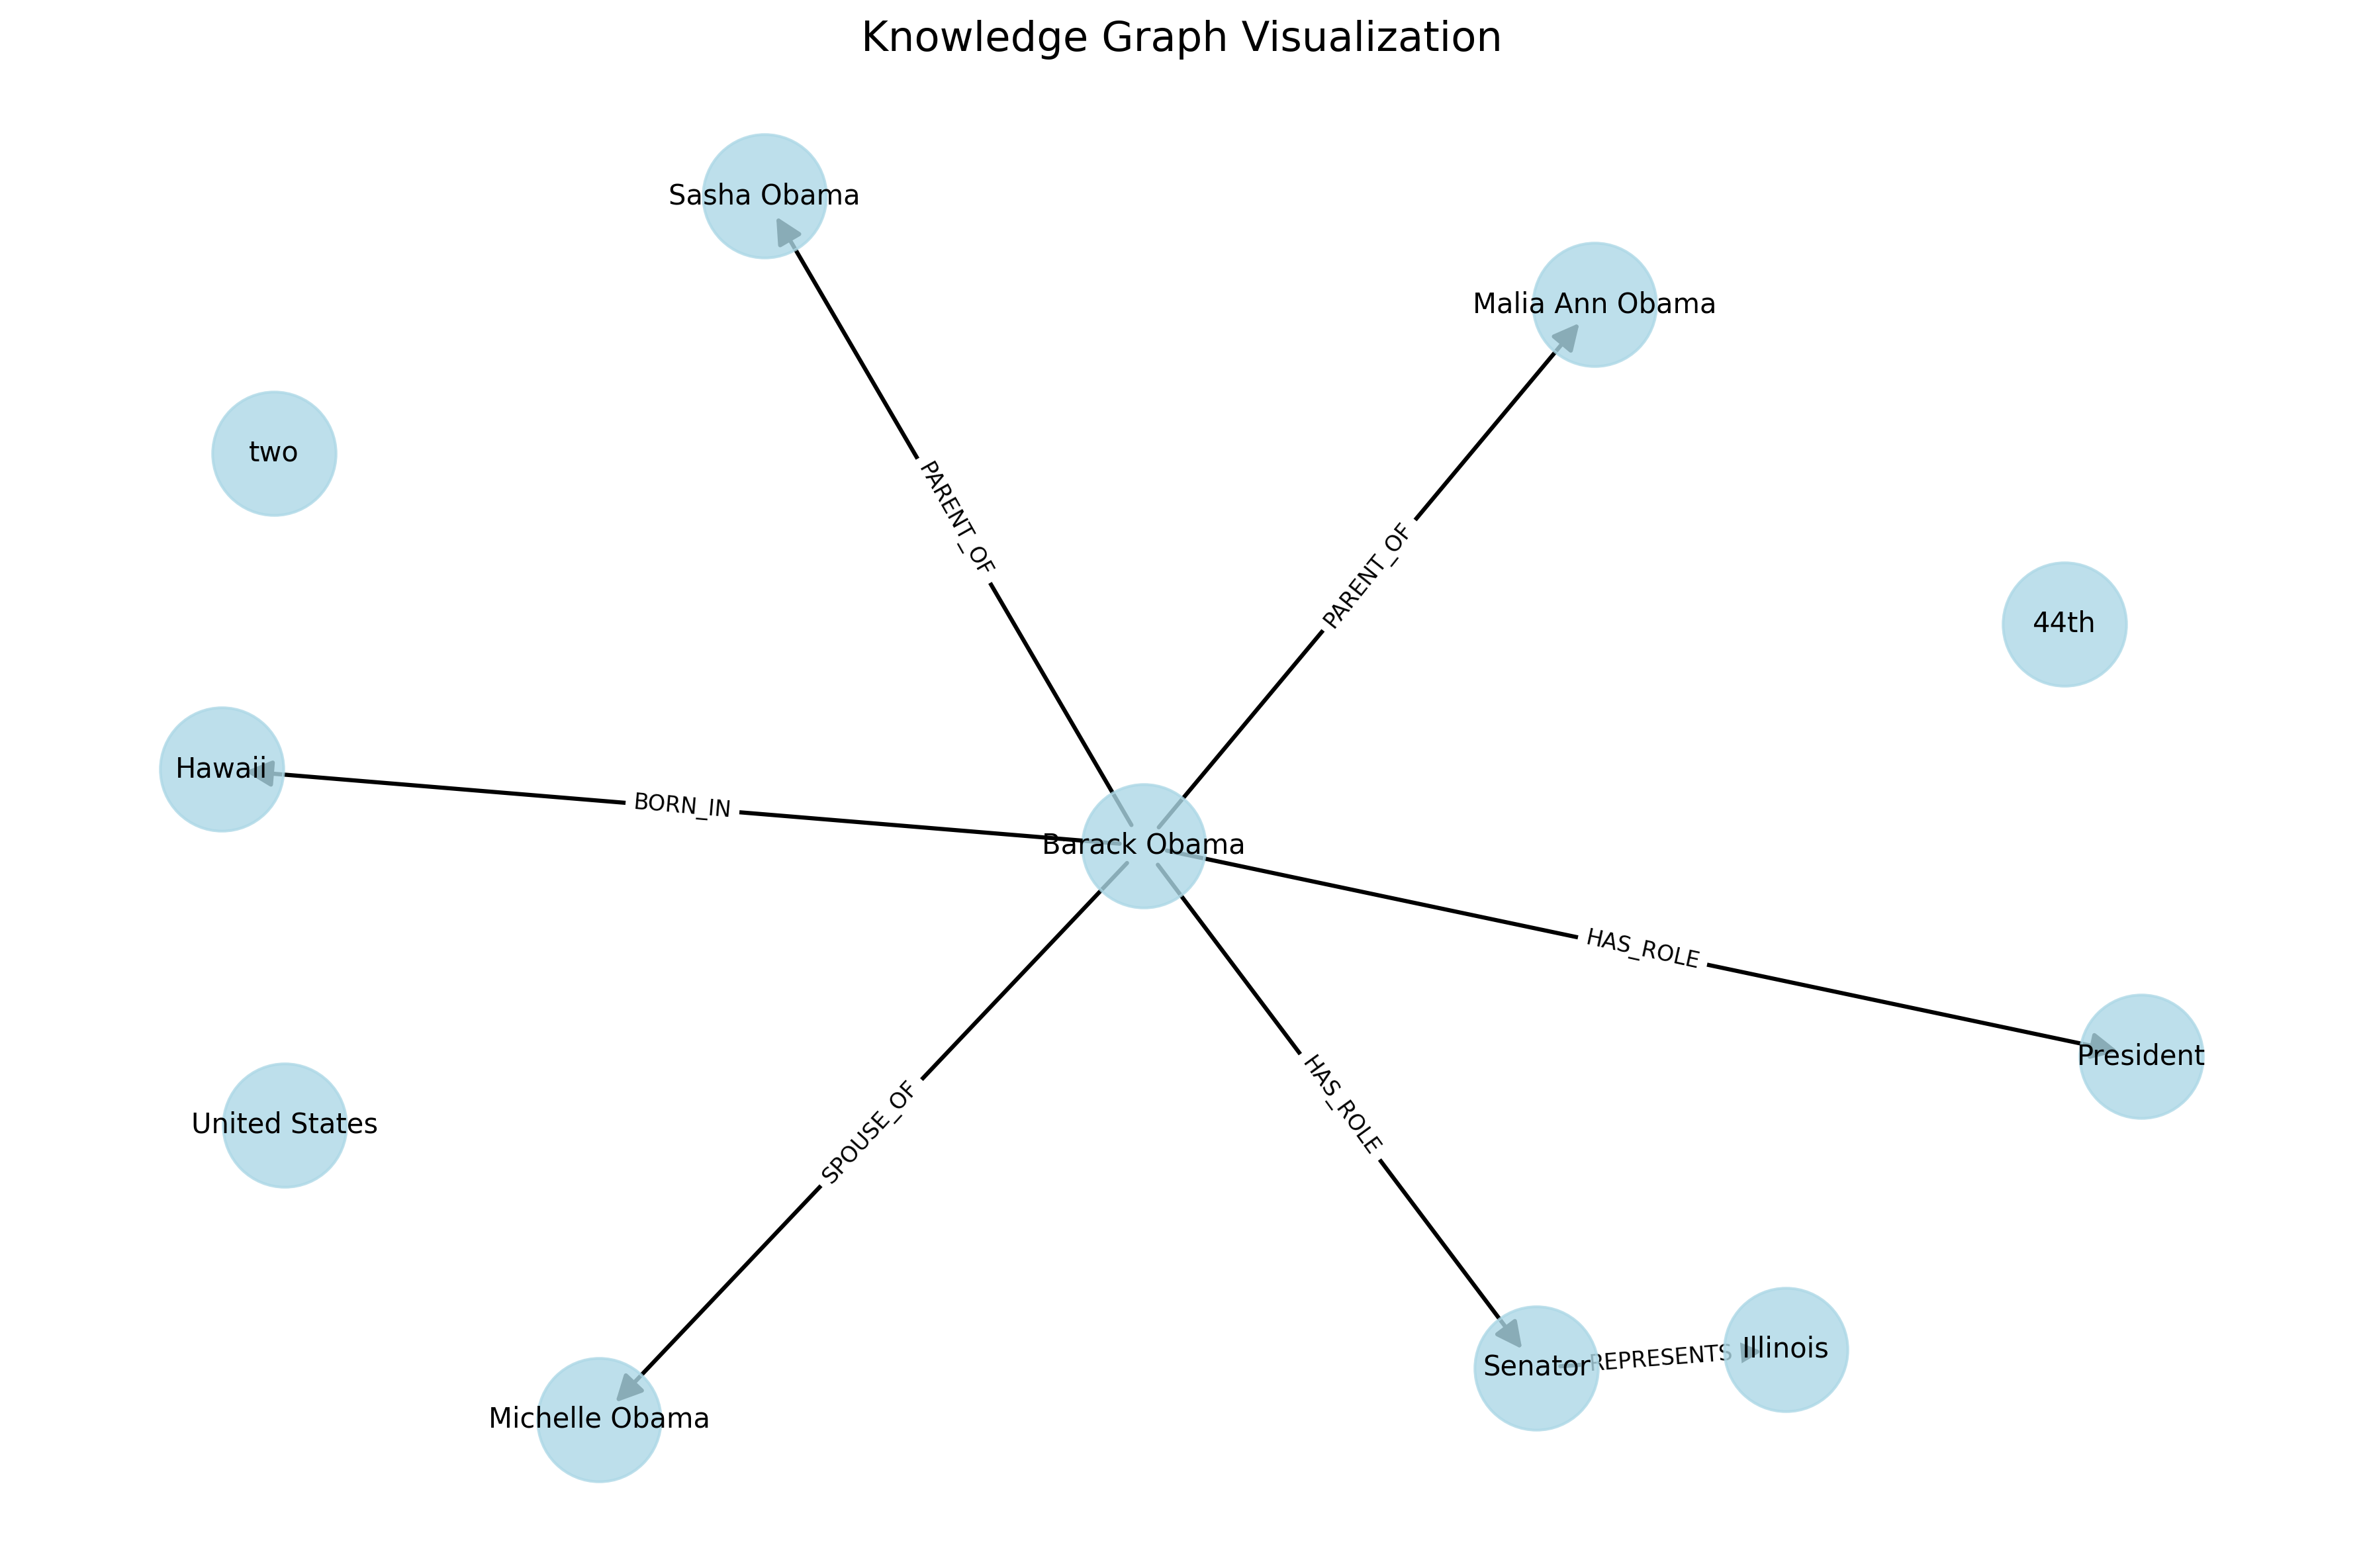 Knowledge Graph Visualization
Sasha Obama
Malia Ann Obama
two
PARENT_OF
PARENT_OF
44th
Hawaii
BORN_IN
Barack Obama
HAS_ROLE
President
United States
SPOUSE_OF
HAS_ROLE
Senator
REPRESENTS
Illinois
Michelle Obama